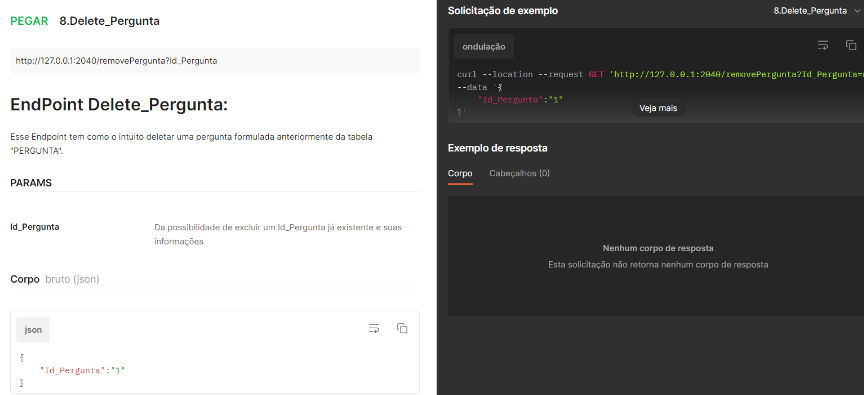 PEGAR 8.Delete_Pergunta
http://127.0.0.1:2040/removePergunta?Id_Pergunta
EndPoint Delete_Pergunta:
Esse Endpoint tem como o intuito deletar uma pergunta formulada anteriormente da tabela
"PERGUNTA".
PARAMS
Id_Pergunta
Da possibilidade de excluir um Id_Pergunta já existente e suas
informações
Corpo bruto (json)
json
{
"Id_Pergunta":"1"
}
Solicitação de exemplo
8.Delete_Pergunta
ondulação
curl --location --request GET 'http://127.0.0.1:2040/removePergunta?Id_Pergunta=
--data '{
"Id_Pergunta":"1"
}'
Veja mais
Exemplo de resposta
Corpo Cabeçalhos (0)
Nenhum corpo de resposta
Esta solicitação não retorna nenhum corpo de resposta